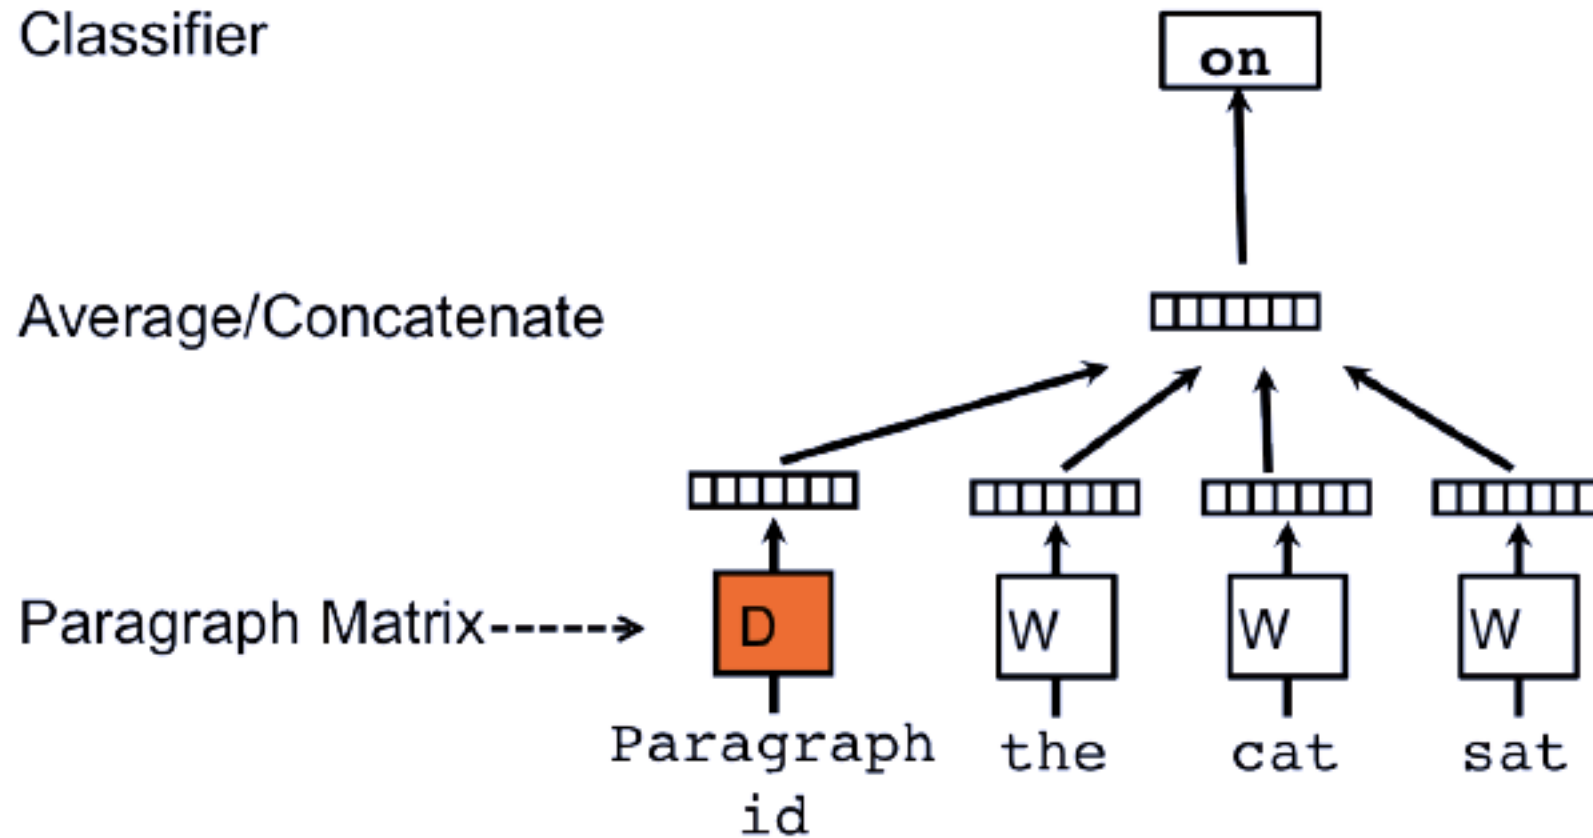 Classifier
on
Average/Concatenate
Paragraph Matrix
D
W
W
W
Paragraph
id
the
cat
sat